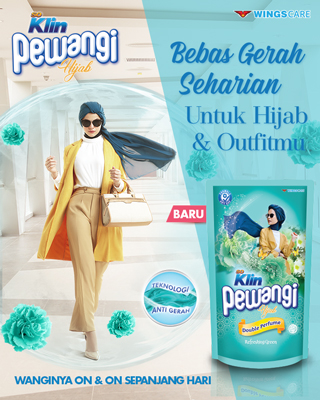 So Klin
Pewangi
Hijab
WINGSCARE
Bebas Gerah
Seharian
Untuk Hijab
& Outfitmu
BARU
TEKNOLOGI
ANTI GERAH
So Klin
Pewangi
Hijab
Double Perfume
WANGINYA ON & ON SEPANJANG HARI